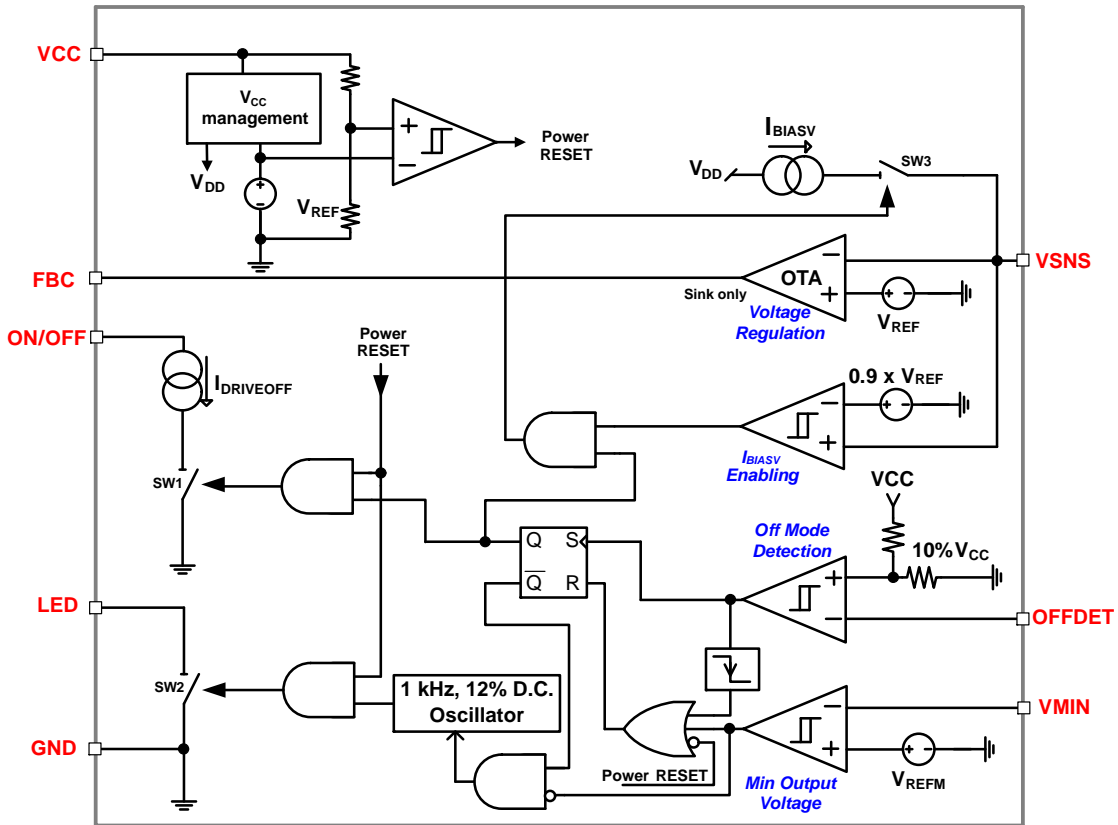 VCC
VCC
management
VDD
+
−
VREF
+
−
Power
RESET
IBIASV
VDD
SW3
FBC
OTA
−
+
Sink only
Voltage
Regulation
+ -
VREF
VSNS
ON/OFF
IDRIVEOFF
Power
RESET
0.9 x VREF
−
+
+ -
IBIASV
Enabling
SW1
VCC
10%VCC
Off Mode
Detection
Q
S
Q
R
+
−
OFFDET
LED
SW2
1 kHz, 12% D.C.
Oscillator
GND
Power RESET
−
+
VMIN
+ -
VREFM
Min Output
Voltage